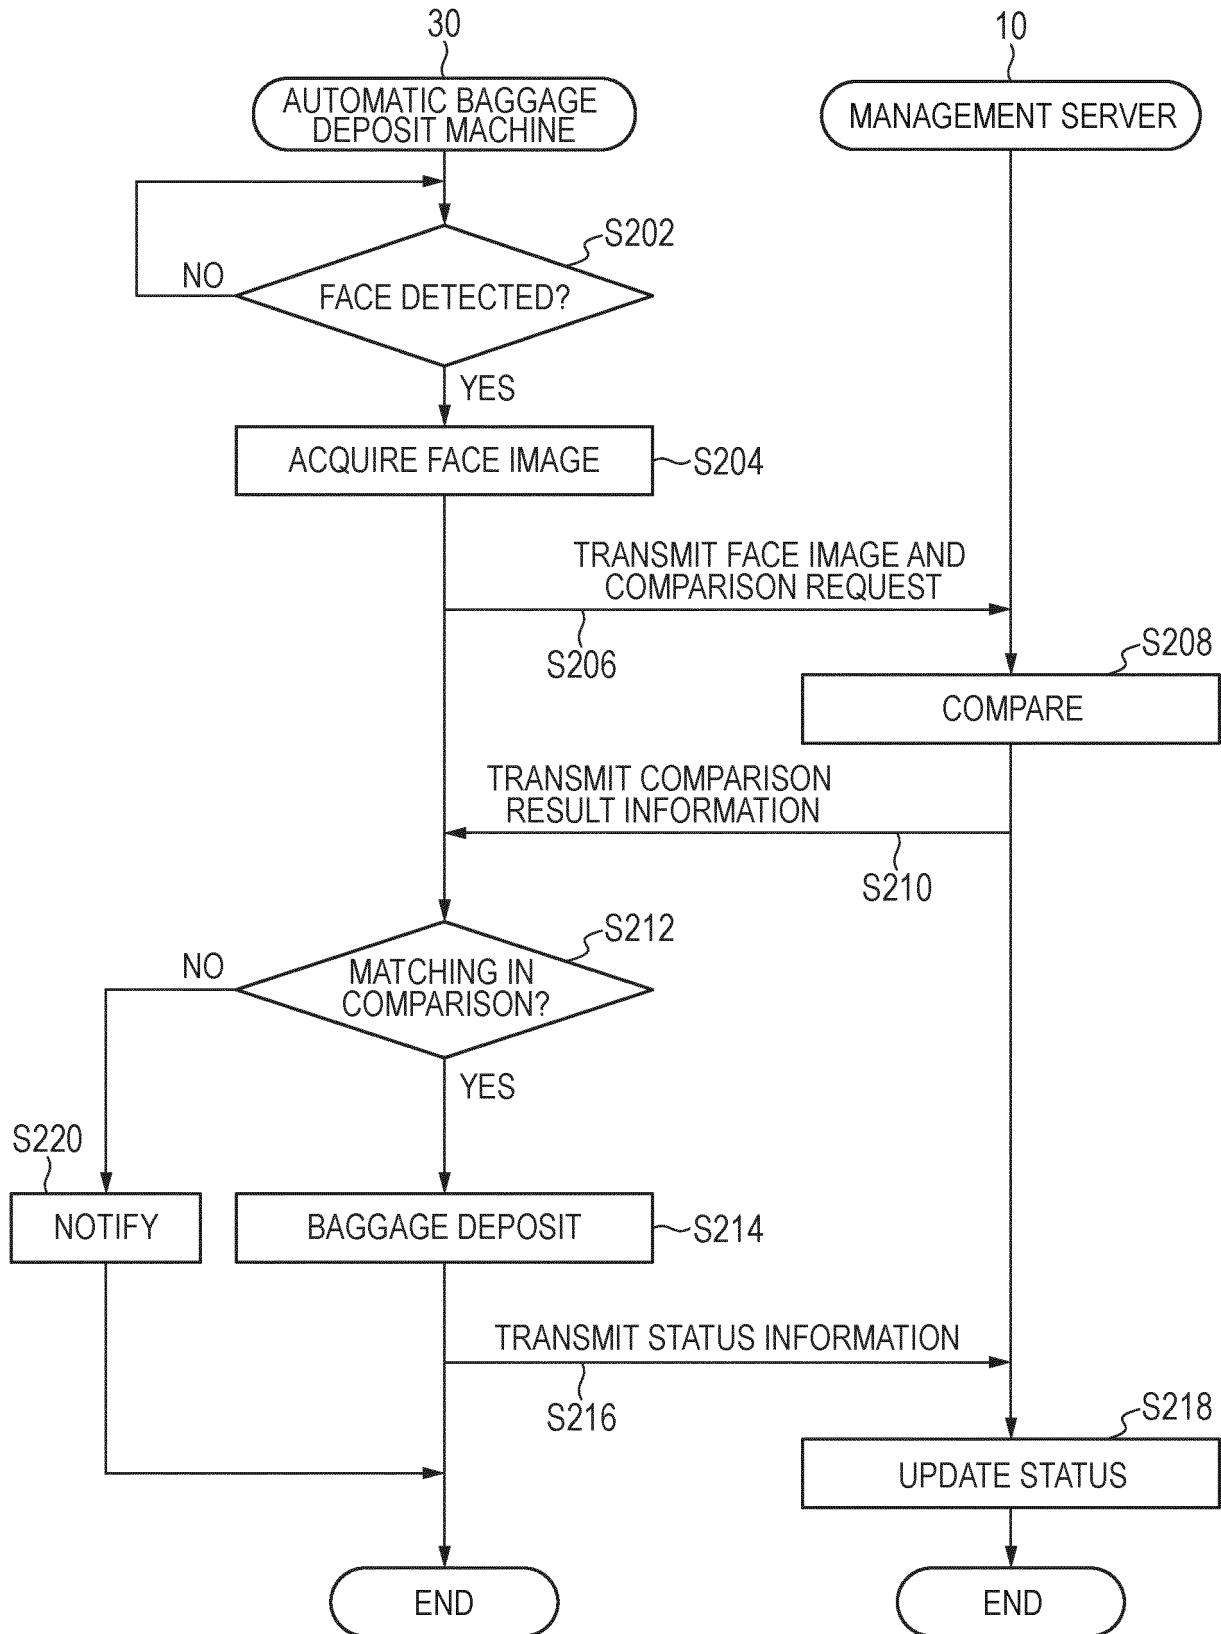 30
10
AUTOMATIC BAGGAGE
DEPOSIT MACHINE
MANAGEMENT SERVER
S202
NO
FACE DETECTED?
YES
ACQUIRE FACE IMAGE
S204
TRANSMIT FACE IMAGE AND
COMPARISON REQUEST
S206
S208
COMPARE
TRANSMIT COMPARISON
RESULT INFORMATION
S210
S212
NO
MATCHING IN
COMPARISON?
YES
S220
NOTIFY
BAGGAGE DEPOSIT
S214
TRANSMIT STATUS INFORMATION
S216
S218
UPDATE STATUS
END
END